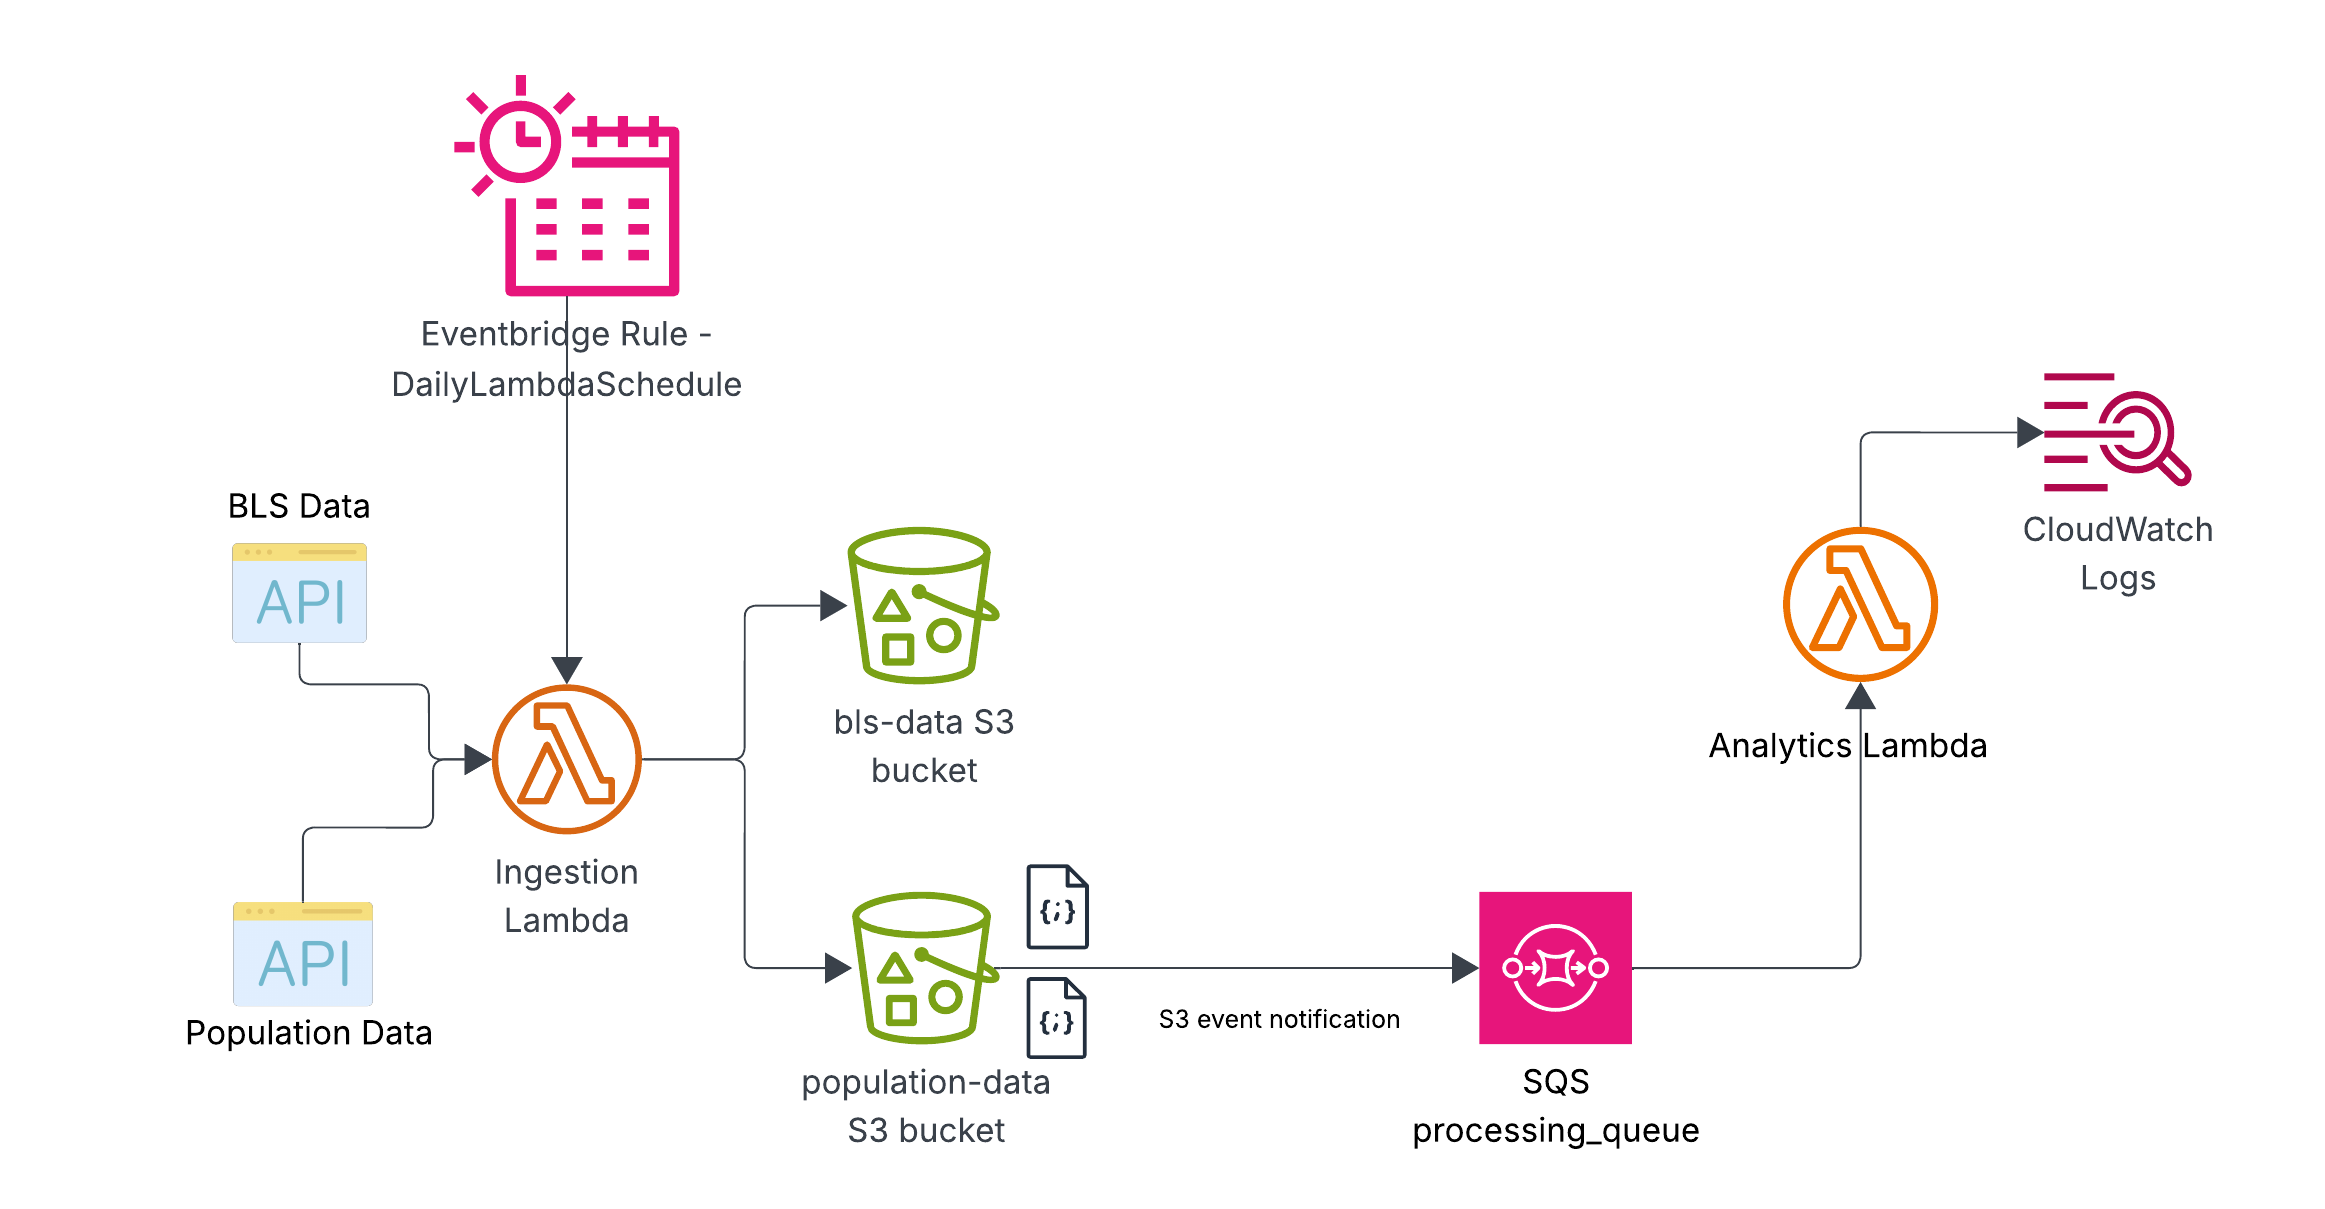 Eventbridge Rule -
DailyLambdaSchedule
BLS Data
API
Ingestion
Lambda
API
Population Data
bls-data S3
bucket
{;}
{;}
population-data
S3 bucket
S3 event notification
SQS
processing_queue
Analytics Lambda
CloudWatch
Logs